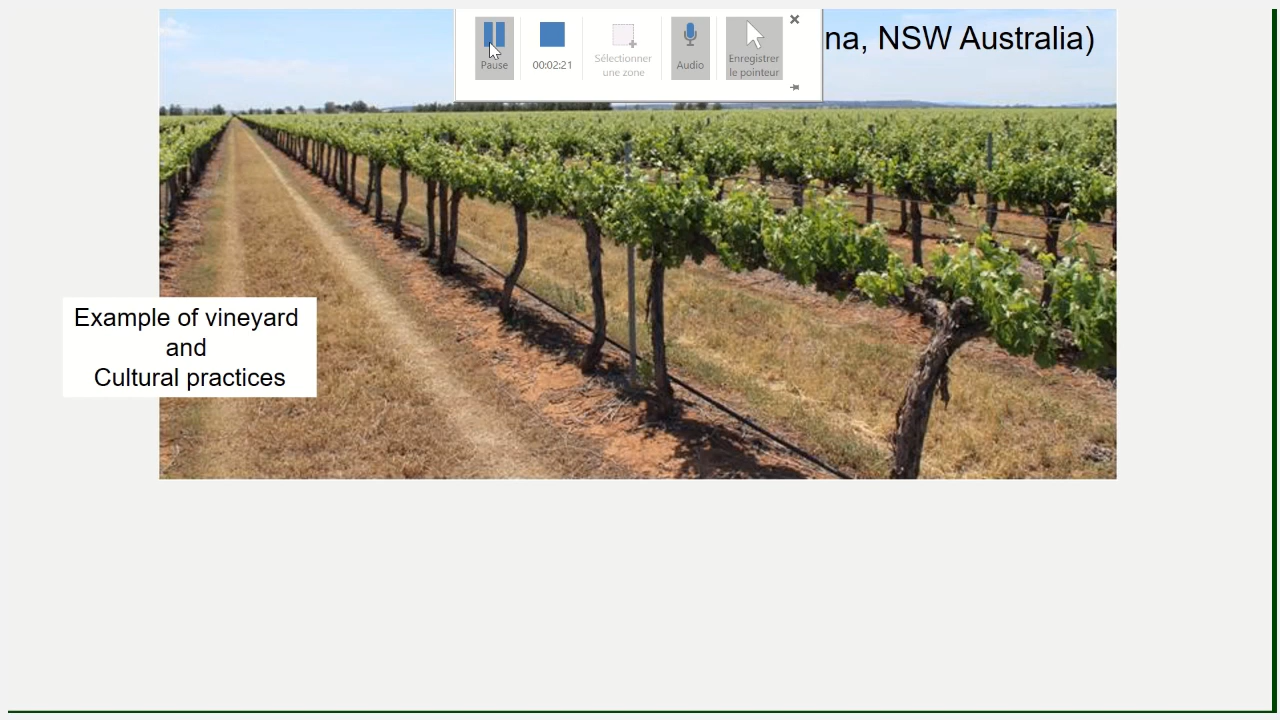 na, NSW Australia)
Pause
00:02:21
Sélectionner
une zone
Audio
Enregistrer
le pointeur
Example of vineyard
and
Cultural practices